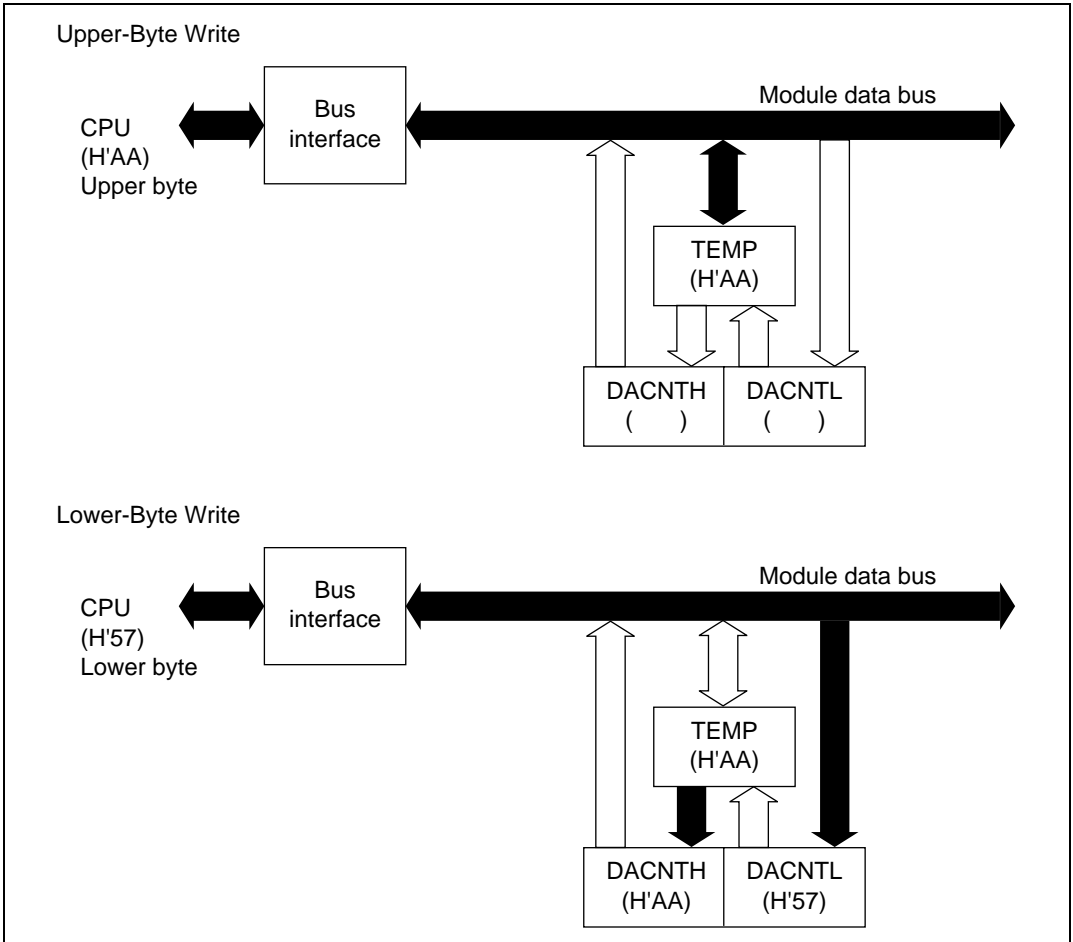 Upper-Byte Write
CPU
(H'AA)
Upper byte
Bus
interface
Module data bus
TEMP
(H'AA)
DACNTH
(       )
DACNTL
(       )
Lower-Byte Write
CPU
(H'57)
Lower byte
Bus
interface
Module data bus
TEMP
(H'AA)
DACNTH
(H'AA)
DACNTL
(H'57)